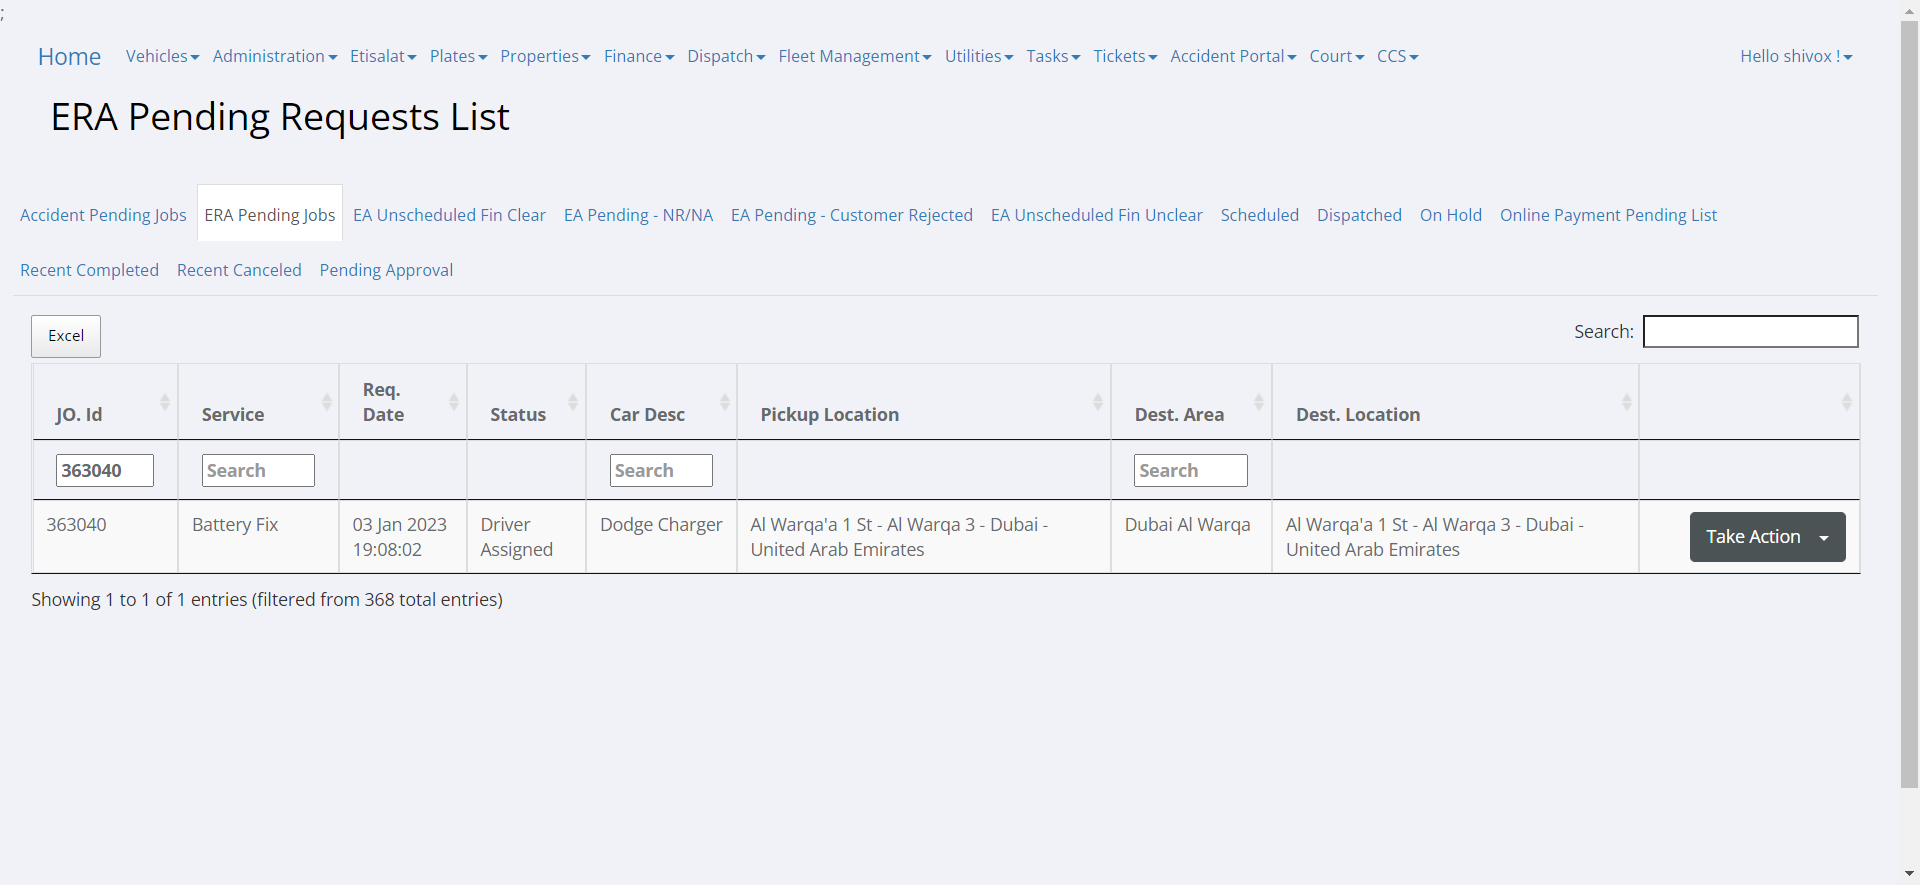 ;
Home Vehicles Administration Etisalat Plates Properties Finance Dispatch Fleet Management Utilities Tasks Tickets Accident Portal Court CCS Hello shivox !
ERA Pending Requests List
Accident Pending Jobs ERA Pending Jobs EA Unscheduled Fin Clear EA Pending - NR/NA EA Pending - Customer Rejected EA Unscheduled Fin Unclear Scheduled Dispatched On Hold Online Payment Pending List
Recent Completed Recent Canceled Pending Approval
Excel Search:
JO. Id Service Req. Date Status Car Desc Pickup Location Dest. Area Dest. Location
363040 Search Search Search
363040 Battery Fix 03 Jan 2023 Driver Dodge Charger Al Warqa'a 1 St - Al Warqa 3 - Dubai - Dubai Al Warqa Al Warqa'a 1 St - Al Warqa 3 - Dubai - Take Action
19:08:02 Assigned United Arab Emirates United Arab Emirates
Showing 1 to 1 of 1 entries (filtered from 368 total entries)